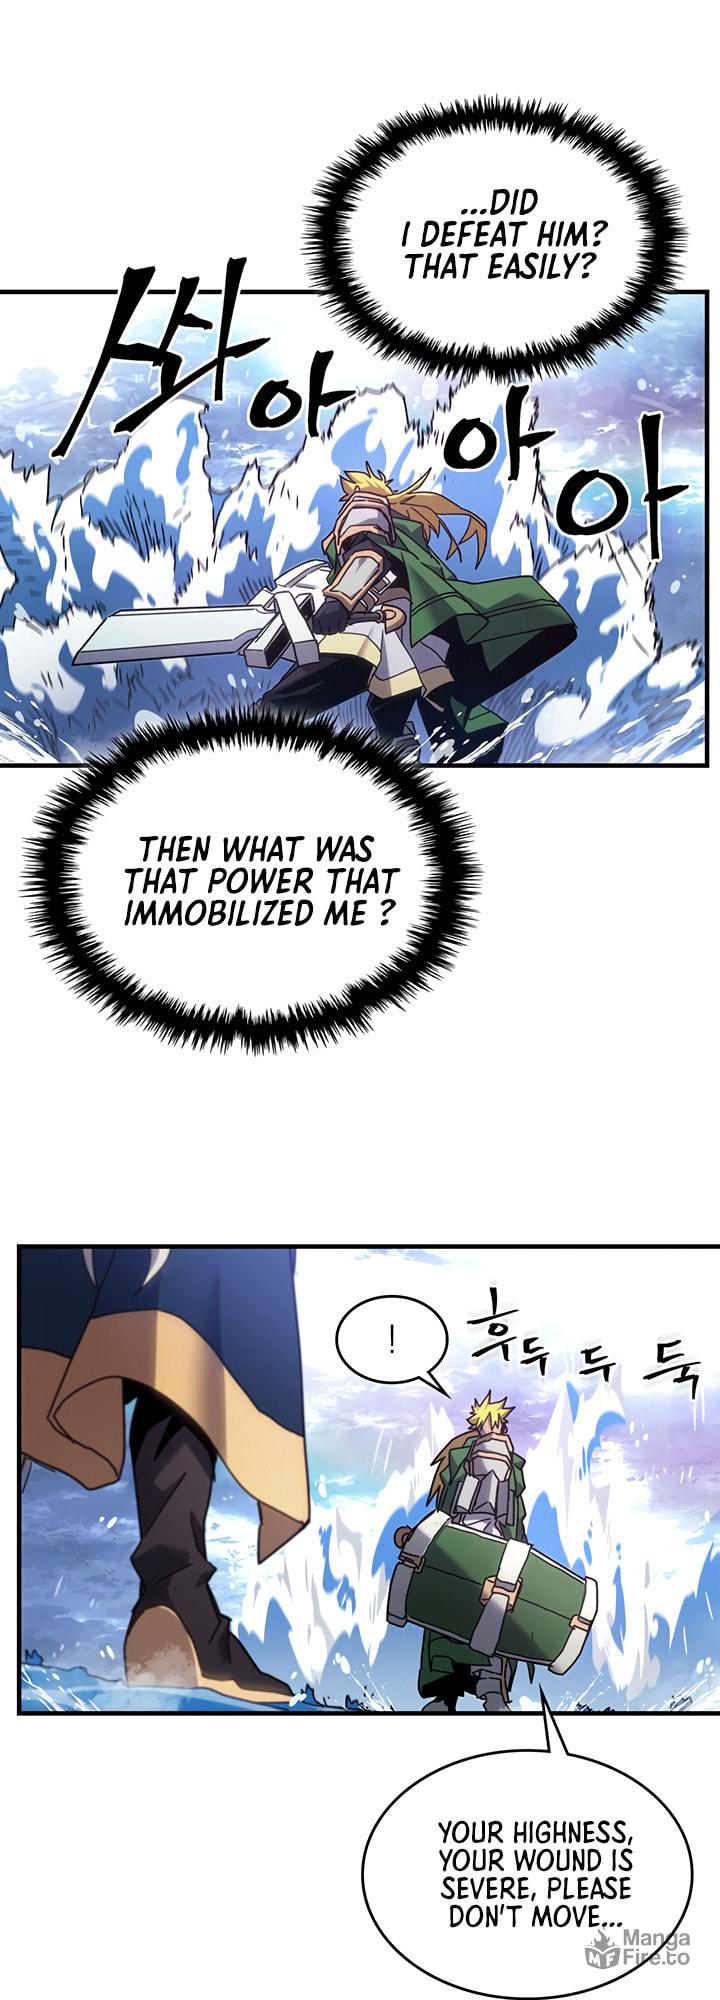 ...DID
I DEFEAT HIM?
THAT EASILY?
쏴
아
아
아
THEN WHAT WAS
THAT POWER THAT
IMMOBILIZED ME ?
!
후두두둑
YOUR HIGHNESS,
YOUR WOUND IS
SEVERE, PLEASE
DON'T MOVE...
Manga
Fire.to
MF